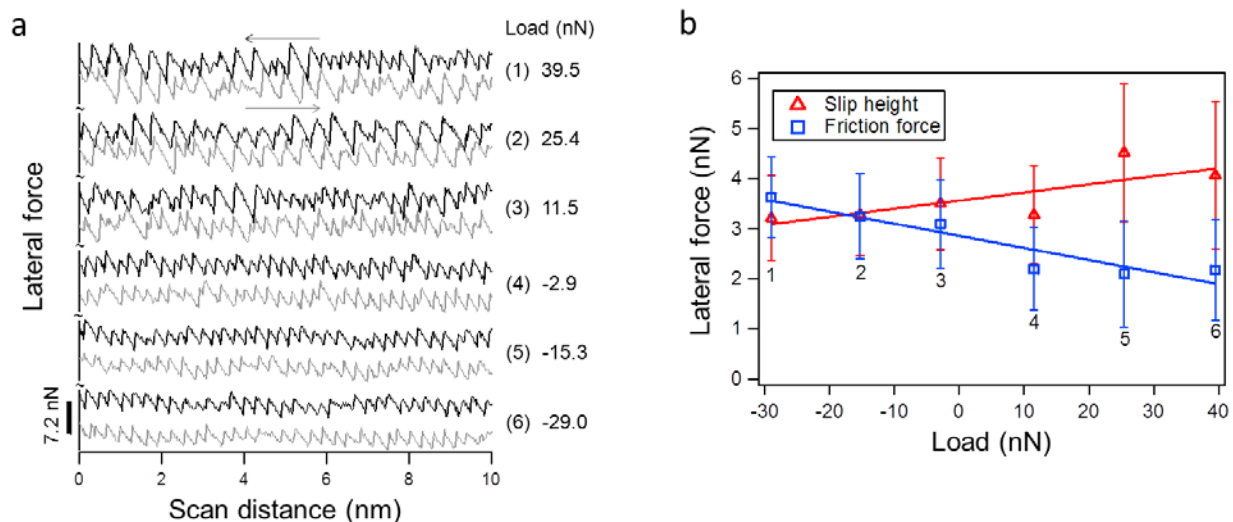 a
Load (nN)
(1) 39.5
(2) 25.4
(3) 11.5
(4) -2.9
(5) -15.3
(6) -29.0
Lateral force
7.2 nN
0 2 4 6 8 10
Scan distance (nm)
b
Slip height
Friction force
6
5
4
3
2
1
0
Lateral force (nN)
1 2 3 4 5 6
-30 -20 -10 0 10 20 30 40
Load (nN)